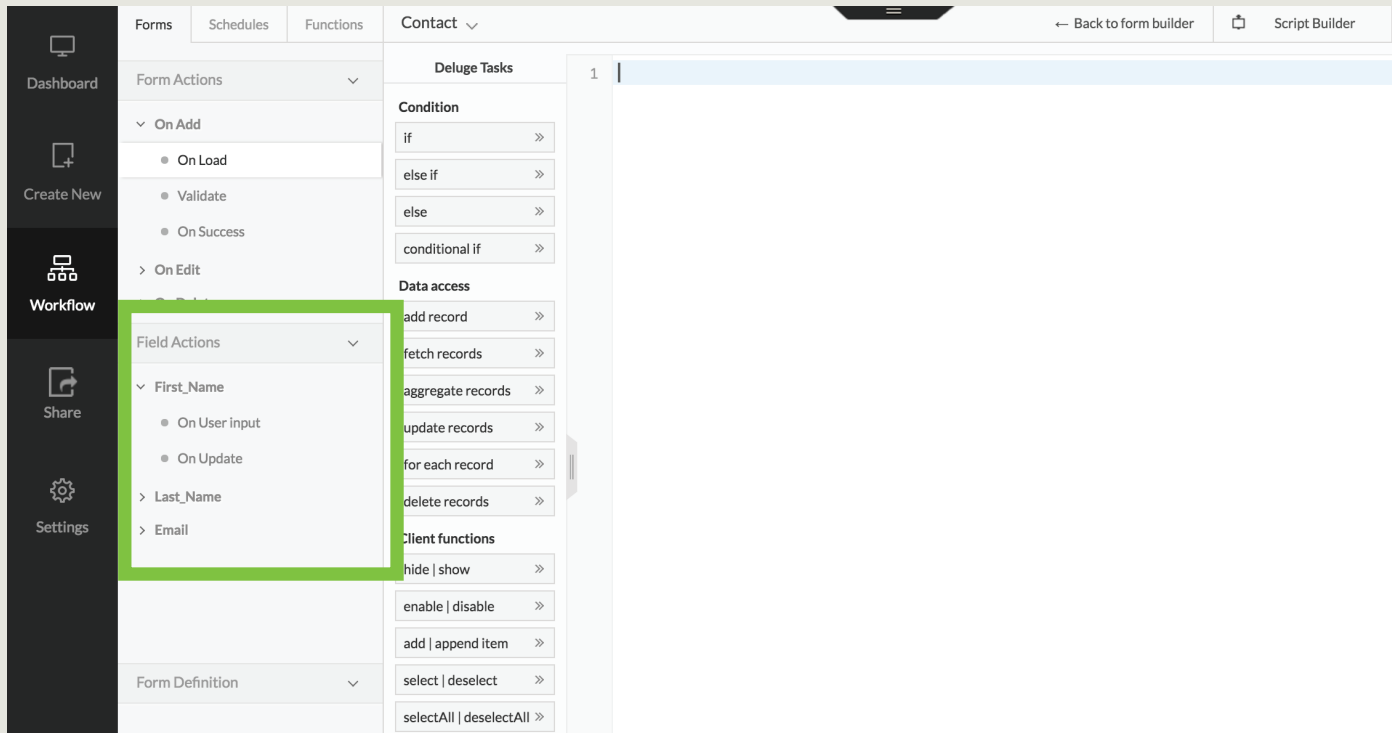 Dashboard
Create New
Workflow
Share
Settings
Forms
Schedules
Functions
Form Actions
On Add
On Load
Validate
On Success
On Edit
Field Actions
First_Name
On User input
On Update
Last_Name
Email
Form Definition
Contact
← Back to form builder
Script Builder
Deluge Tasks
Condition
if
else if
else
conditional if
Data access
add record
fetch records
aggregate records
update records
for each record
delete records
Client functions
hide | show
enable | disable
add | append item
select | deselect
selectAll | deselectAll
1